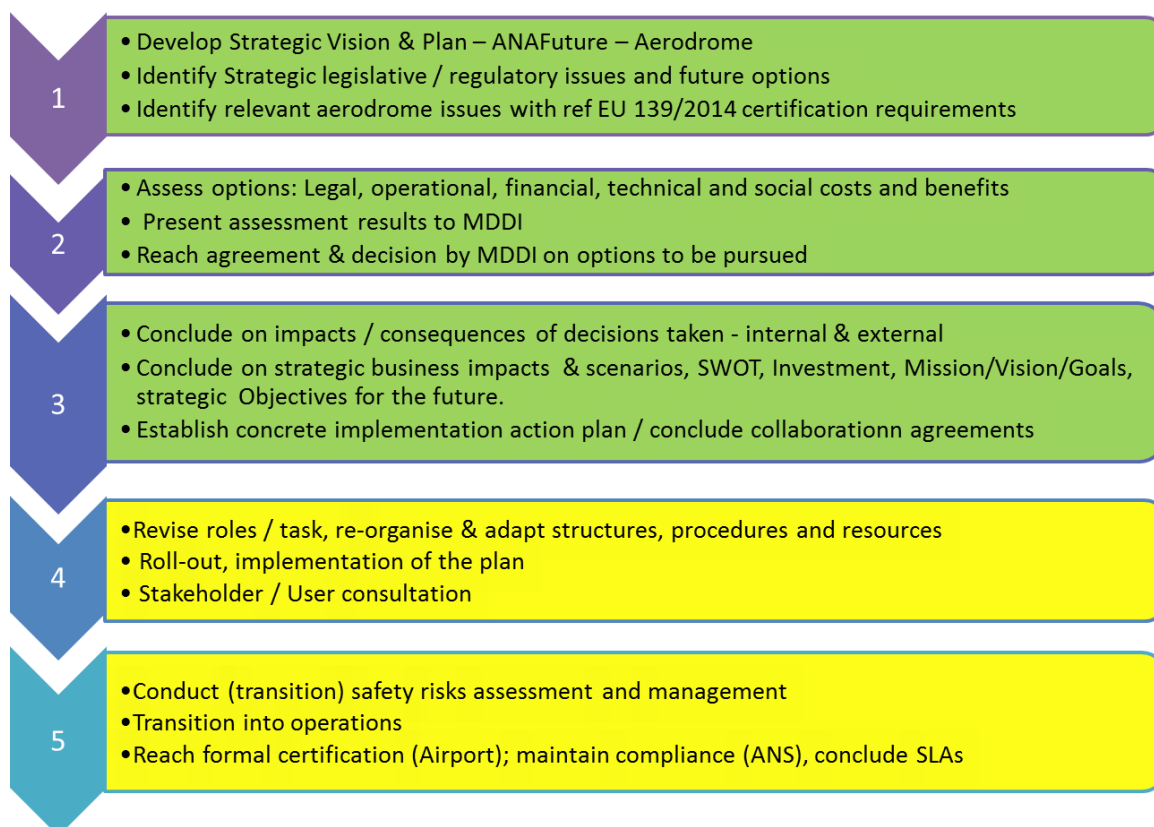 1
• Develop Strategic Vision & Plan – ANAFuture – Aerodrome
• Identify Strategic legislative / regulatory issues and future options
• Identify relevant aerodrome issues with ref EU 139/2014 certification requirements
2
• Assess options: Legal, operational, financial, technical and social costs and benefits
• Present assessment results to MDDI
• Reach agreement & decision by MDDI on options to be pursued
3
• Conclude on impacts / consequences of decisions taken - internal & external
• Conclude on strategic business impacts & scenarios, SWOT, Investment, Mission/Vision/Goals,
strategic Objectives for the future.
• Establish concrete implementation action plan / conclude collaborationn agreements
4
•Revise roles / task, re-organise & adapt structures, procedures and resources
• Roll-out, implementation of the plan
• Stakeholder / User consultation
5
•Conduct (transition) safety risks assessment and management
•Transition into operations
•Reach formal certification (Airport); maintain compliance (ANS), conclude SLAs